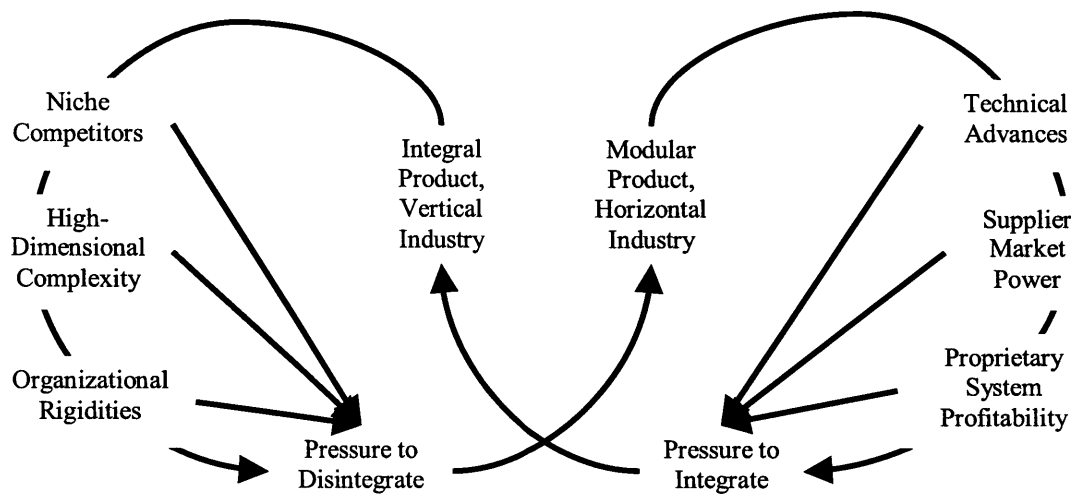 Niche
Competitors
High-
Dimensional
Complexity
Organizational
Rigidities
Pressure to
Disintegrate
Integral
Product,
Vertical
Industry
Modular
Product,
Horizontal
Industry
Technical
Advances
Supplier
Market
Power
Proprietary
System
Profitability
Pressure to
Integrate